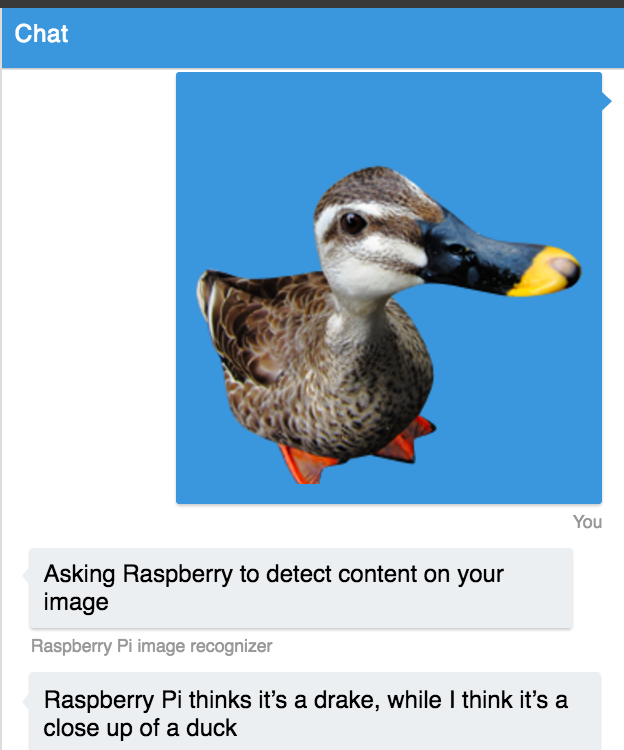 Chat
You
Asking Raspberry to detect content on your
image
Raspberry Pi image recognizer
Raspberry Pi thinks it’s a drake, while I think it’s a
close up of a duck